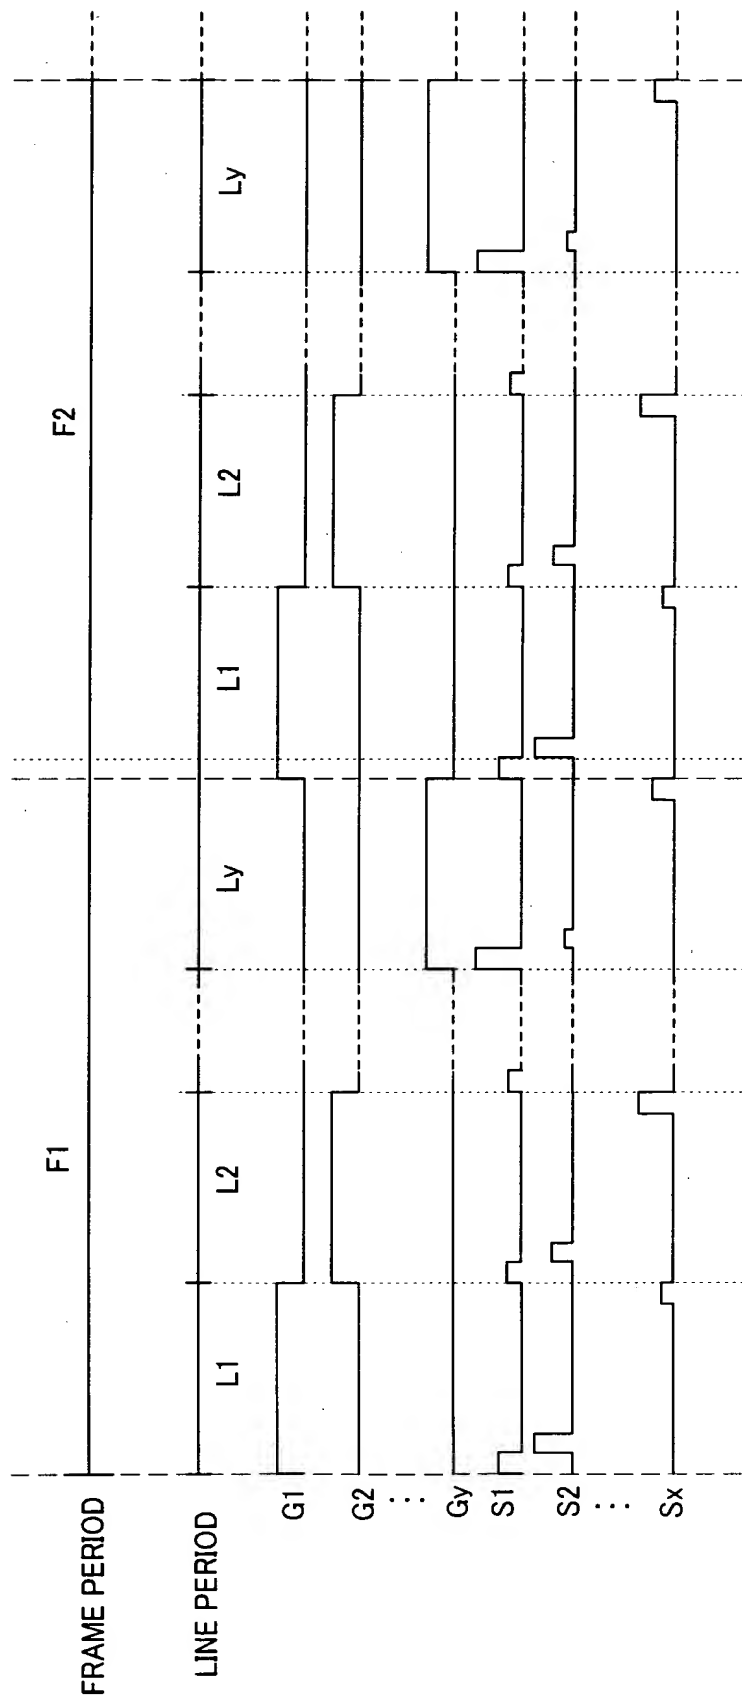 FRAME PERIOD F1 F2
LINE PERIOD L1 L2 Ly L1 L2 Ly
G1
G2
⋮
Gy
S1
S2
⋮
Sx